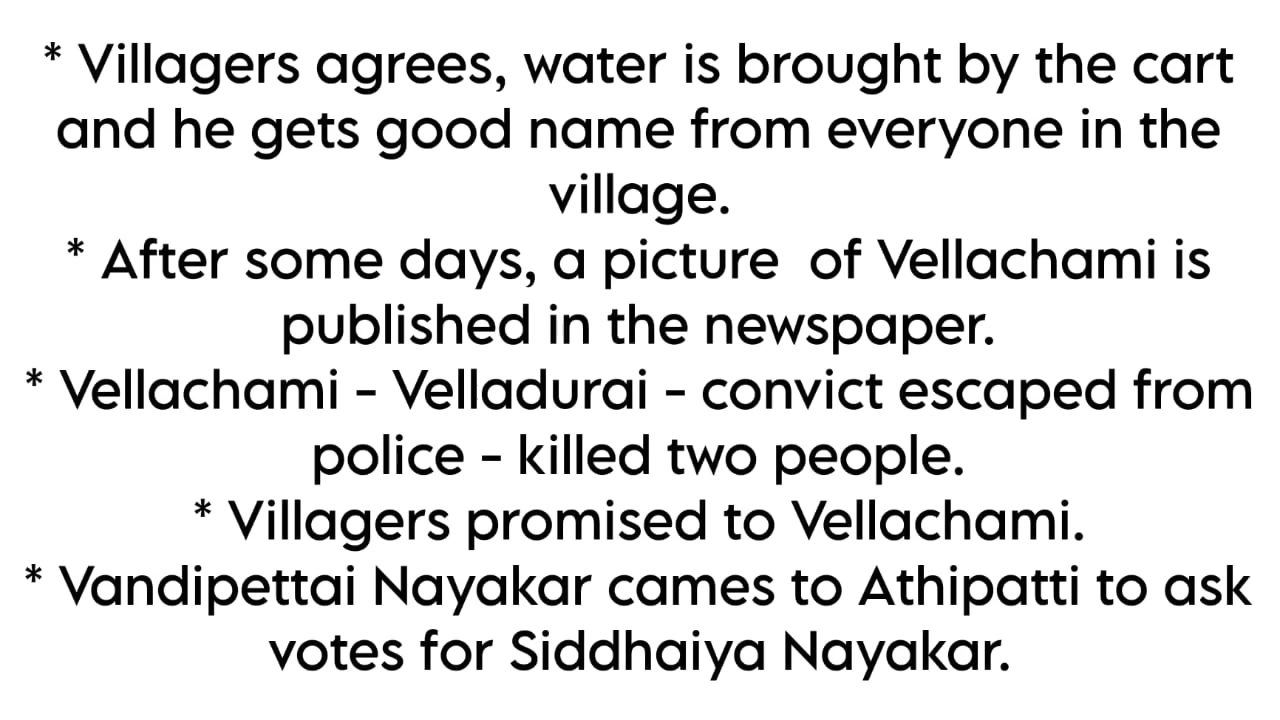 * Villagers agrees, water is brought by the cart
and he gets good name from everyone in the
village.
* After some days, a picture  of Vellachami is
published in the newspaper.
* Vellachami - Velladurai - convict escaped from
police - killed two people.
* Villagers promised to Vellachami.
* Vandipettai Nayakar cames to Athipatti to ask
votes for Siddhaiya Nayakar.